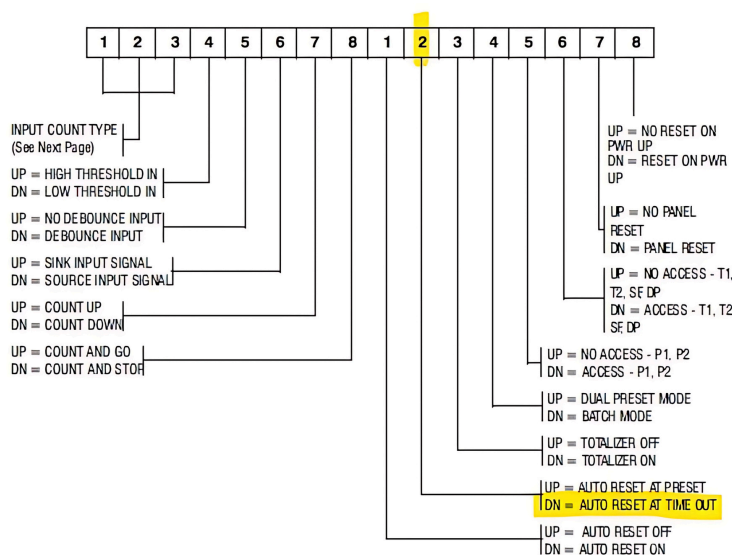 1 2 3 4 5 6 7 8 1 2 3 4 5 6 7 8
INPUT COUNT TYPE
(See Next Page)
UP = HIGH THRESHOLD IN
DN = LOW THRESHOLD IN
UP = NO DEBOUNCE INPUT
DN = DEBOUNCE INPUT
UP = SINK INPUT SIGNAL
DN = SOURCE INPUT SIGNAL
UP = COUNT UP
DN = COUNT DOWN
UP = COUNT AND GO
DN = COUNT AND STOP
UP = NO RESET ON
PWR UP
DN = RESET ON PWR
UP
UP = NO PANEL
RESET
DN = PANEL RESET
UP = NO ACCESS - T1,
T2, SF, DP
DN = ACCESS - T1, T2
SF, DP
UP = NO ACCESS - P1, P2
DN = ACCESS - P1, P2
UP = DUAL PRESET MODE
DN = BATCH MODE
UP = TOTALIZER OFF
DN = TOTALIZER ON
UP = AUTO RESET AT PRESET
DN = AUTO RESET AT TIME OUT
UP = AUTO RESET OFF
DN = AUTO RESET ON